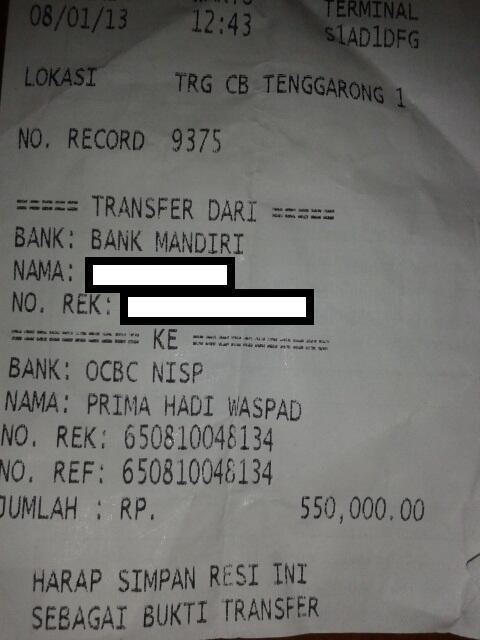 TERMINAL
08/01/13 12:43 s1AD1DFG
LOKASI TRG CB TENGGARONG 1
NO. RECORD 9375
==== TRANSFER DARI ====
BANK: BANK MANDIRI
NAMA:
NO. REK:
======== KE ========
BANK: OCBC NISP
NAMA: PRIMA HADI WASPAD
NO. REK: 650810048134
NO. REF: 650810048134
JUMLAH : RP. 550,000.00
HARAP SIMPAN RESI INI
SEBAGAI BUKTI TRANSFER